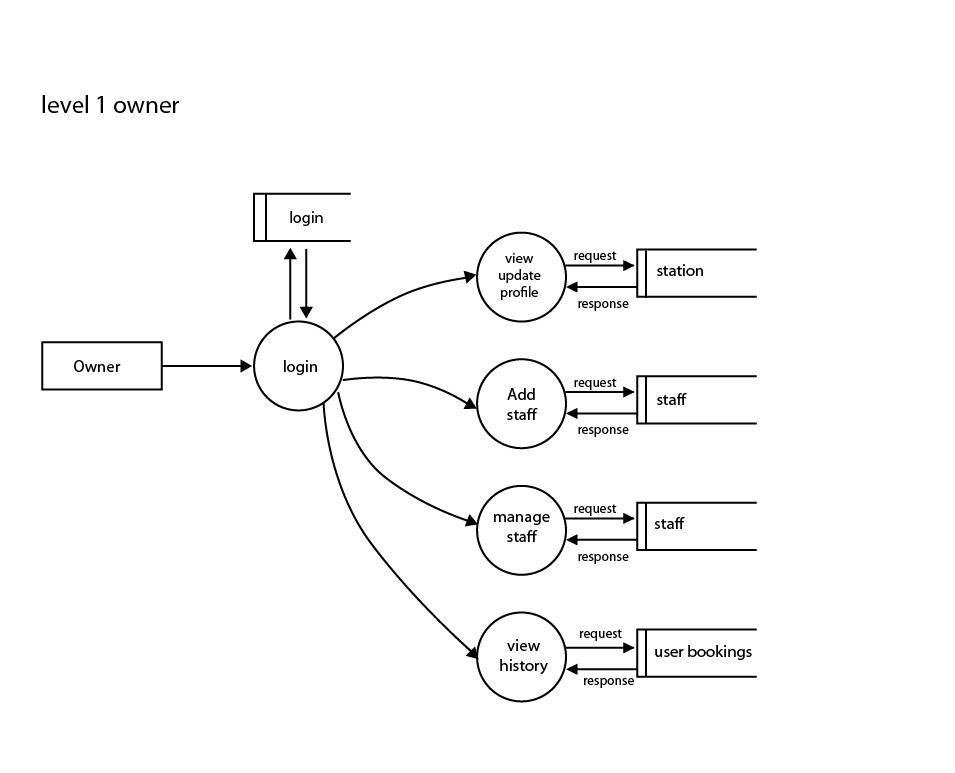 level 1 owner
login
view
update
profile
request
response
station
Owner
login
Add
staff
request
response
staff
manage
staff
request
response
staff
view
history
request
response
user bookings